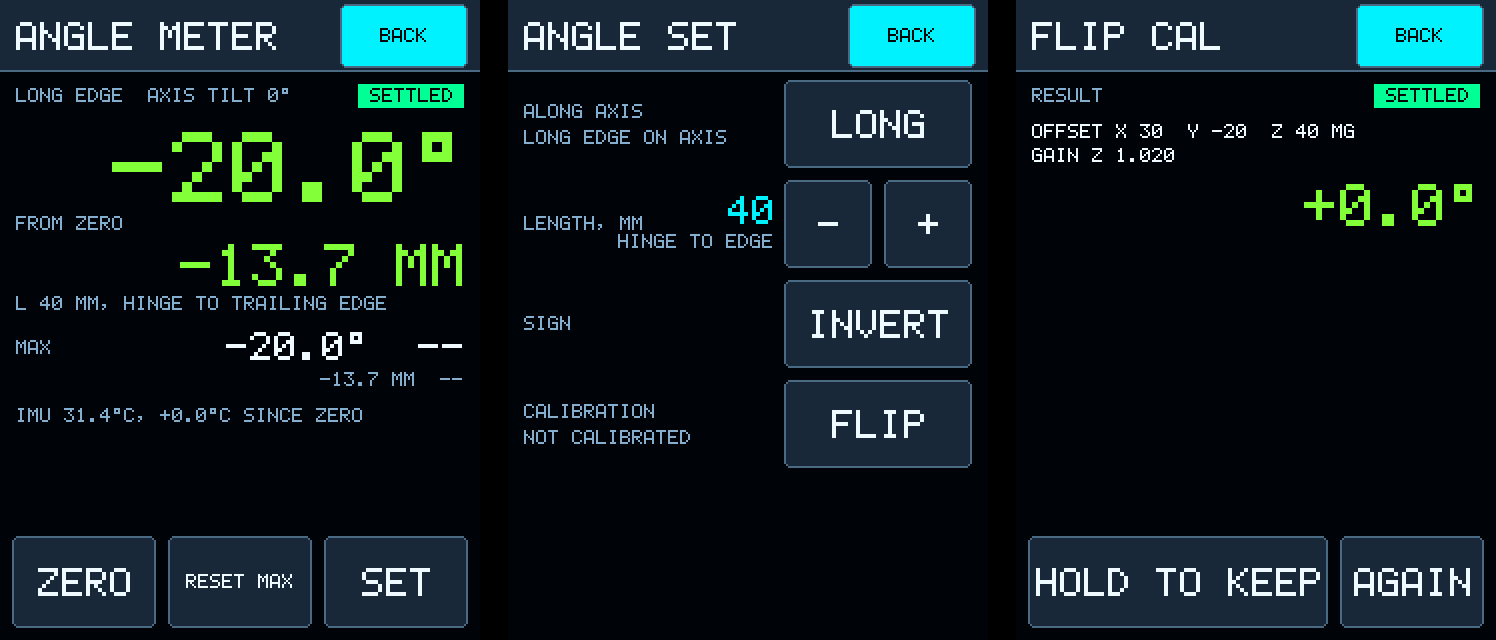 ANGLE METER
BACK
LONG EDGE  AXIS TILT 0°
SETTLED
-20.0°
FROM ZERO
-13.7 MM
L 40 MM, HINGE TO TRAILING EDGE
MAX
-20.0°  --
-13.7 MM  --
IMU 31.4°C, +0.0°C SINCE ZERO
ZERO
RESET MAX
SET
ANGLE SET
BACK
ALONG AXIS
LONG EDGE ON AXIS
LONG
LENGTH, MM
40
HINGE TO EDGE
-
+
SIGN
INVERT
CALIBRATION
NOT CALIBRATED
FLIP
FLIP CAL
BACK
RESULT
SETTLED
OFFSET X 30  Y -20  Z 40 MG
GAIN Z 1.020
+0.0°
HOLD TO KEEP
AGAIN